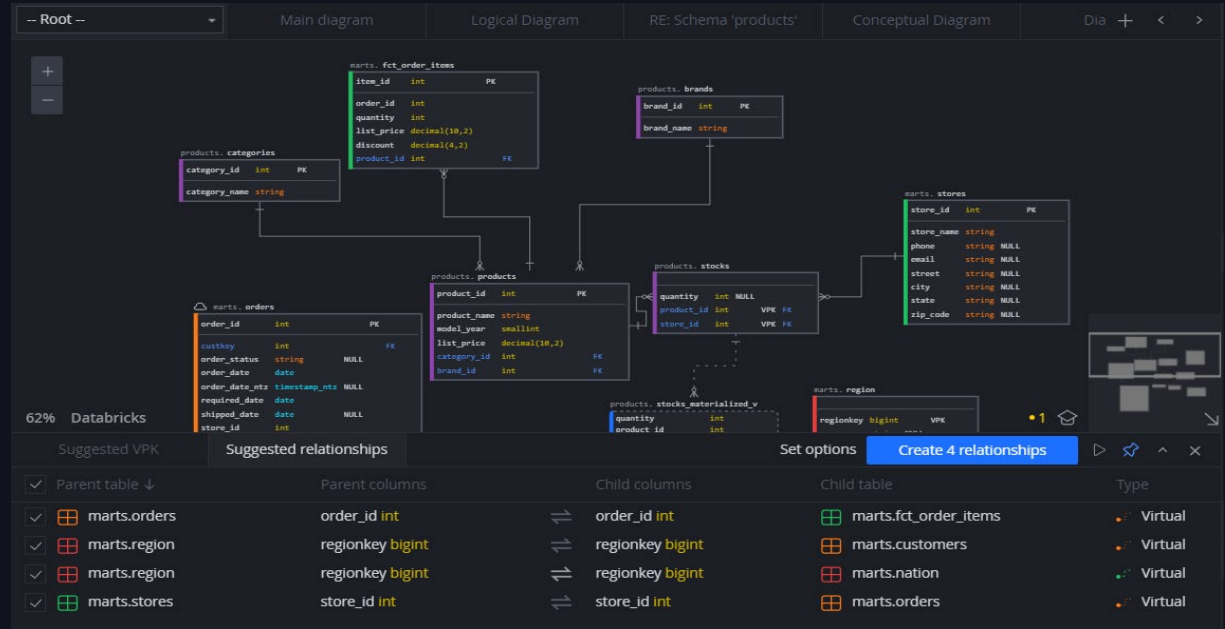 -- Root --
Main diagram
Logical Diagram
RE: Schema 'products'
Conceptual Diagram
Dia
marts. fct_order_items
item_id int PK
order_id int
quantity int
list_price decimal(10,2)
discount decimal(4,2)
product_id int FK
products. brands
brand_id int PK
brand_name string
products. categories
category_id int PK
category_name string
marts. stores
store_id int PK
store_name string
phone string NULL
email string NULL
street string NULL
city string NULL
state string NULL
zip_code string NULL
products. products
product_id int PK
product_name string
model_year smallint
list_price decimal(10,2)
category_id int FK
brand_id int FK
products. stocks
quantity int NULL
product_id int VPK FK
store_id int VPK FK
marts. orders
order_id int PK
custkey int FK
order_status string NULL
order_date date
order_date_ntz timestamp_ntz NULL
required_date date
shipped_date date NULL
store_id int
products. stocks_materialized_v
quantity int
product_id int
marts. region
regionkey bigint VPK
62% Databricks
1
Suggested VPK
Suggested relationships
Set options
Create 4 relationships
Parent table ↓ Parent columns Child columns Child table Type
marts.orders order_id int order_id int marts.fct_order_items Virtual
marts.region regionkey bigint regionkey bigint marts.customers Virtual
marts.region regionkey bigint regionkey bigint marts.nation Virtual
marts.stores store_id int store_id int marts.orders Virtual